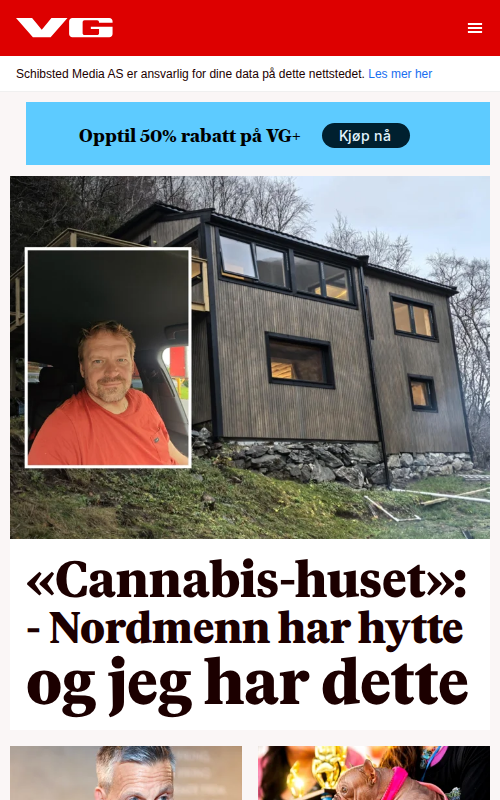 VG
Schibsted Media AS er ansvarlig for dine data på dette nettstedet. Les mer her
Opptil 50% rabatt på VG+ Kjøp nå
«Cannabis-huset»:
- Nordmenn har hytte
og jeg har dette